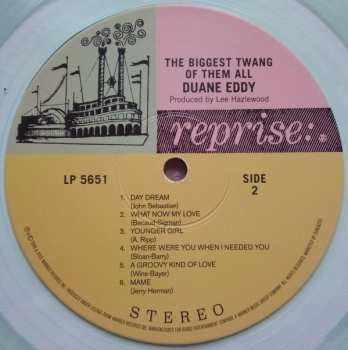 THE BIGGEST TWANG
OF THEM ALL
DUANE EDDY
Produced by Lee Hazlewood
reprise:
LP 5651
SIDE
2
1. DAY DREAM
(John Sebastian)
2. WHAT NOW MY LOVE
(Becaud-Sigman)
3. YOUNGER GIRL
(A. Ripp)
4. WHERE WERE YOU WHEN I NEEDED YOU
(Sloan-Barry)
5. A GROOVY KIND OF LOVE
(Wine-Bayer)
6. MAME
(Jerry Herman)
STEREO